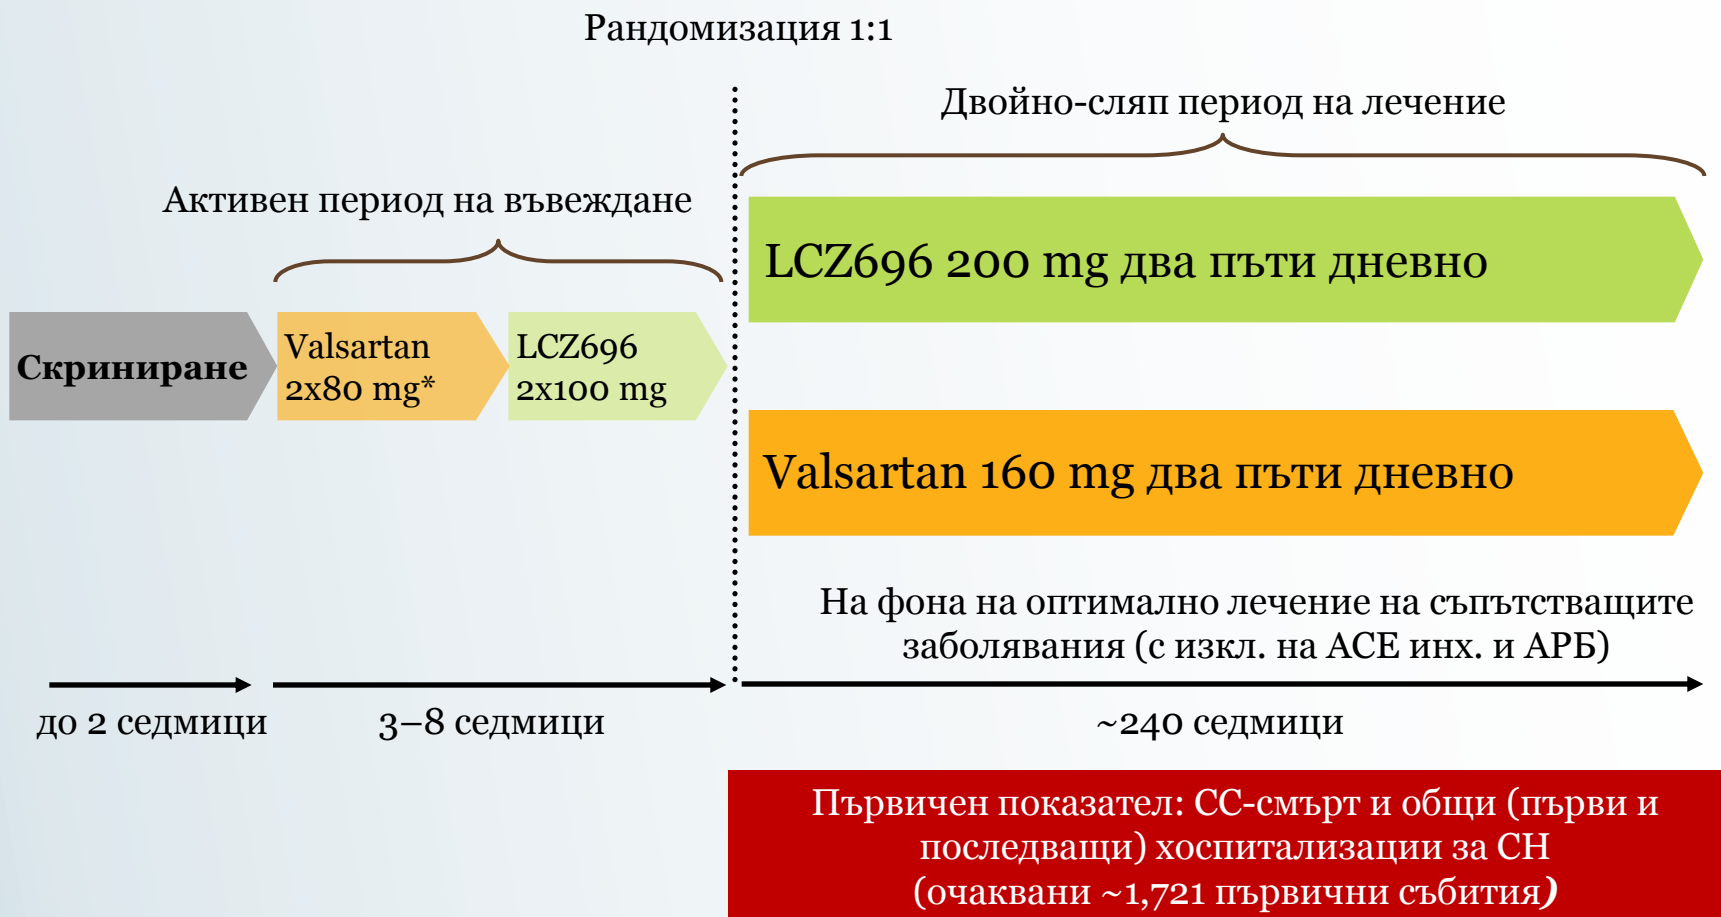 Рандомизация 1:1
Двойно-сляп период на лечение
Активен период на въвеждане
LCZ696 200 mg два пъти дневно
Скриниране
Valsartan
2x80 mg*
LCZ696
2x100 mg
Valsartan 160 mg два пъти дневно
На фона на оптимално лечение на съпътстващите
заболявания (с изкл. на АСЕ инх. и АРБ)
до 2 седмици
3–8 седмици
~240 седмици
Първичен показател: СС-смърт и общи (първи и
последващи) хоспитализации за СН
(очаквани ~1,721 първични събития)